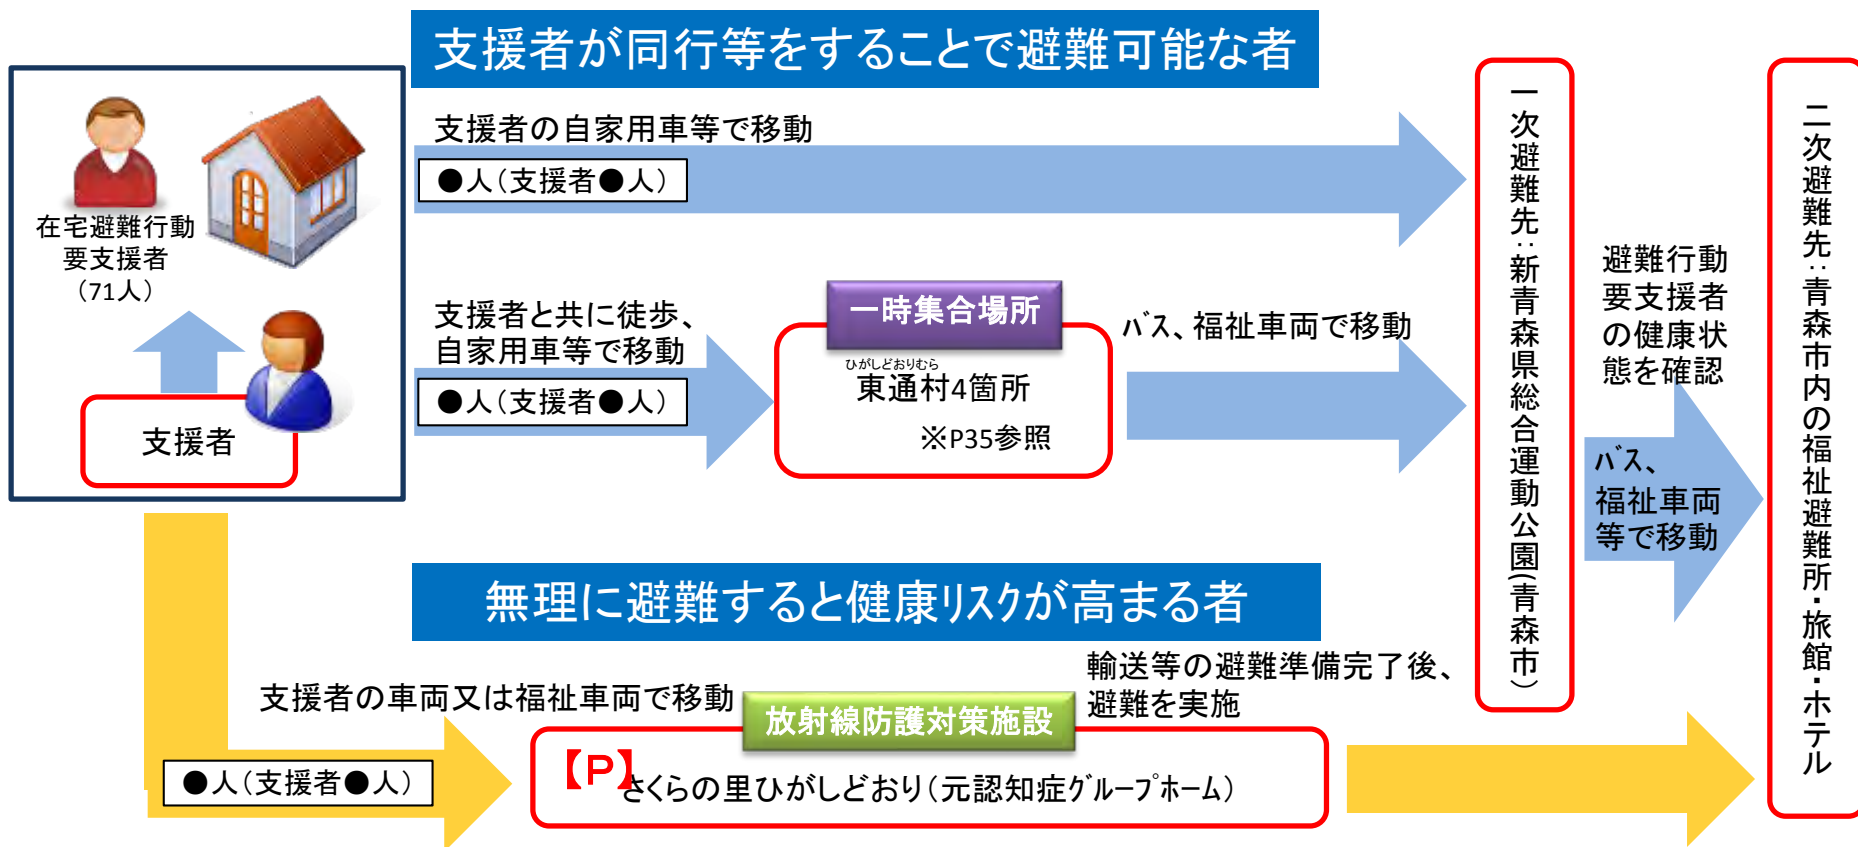 支援者が同行等をすることで避難可能な者
在宅避難行動
要支援者
（71人）
支援者
支援者の自家用車等で移動
●人（支援者●人）
支援者と共に徒歩、
自家用車等で移動
●人（支援者●人）
一時集合場所
ひがしどおりむら
東通村4箇所
※P35参照
バス、福祉車両で移動
一次避難先：新青森県総合運動公園（青森市）
避難行動
要支援者
の健康状
態を確認
バス、
福祉車両
等で移動
二次避難先：青森市内の福祉避難所・旅館・ホテル
無理に避難すると健康リスクが高まる者
支援者の車両又は福祉車両で移動
●人（支援者●人）
放射線防護対策施設
【P】
さくらの里ひがしどおり（元認知症グループホーム）
輸送等の避難準備完了後、
避難を実施